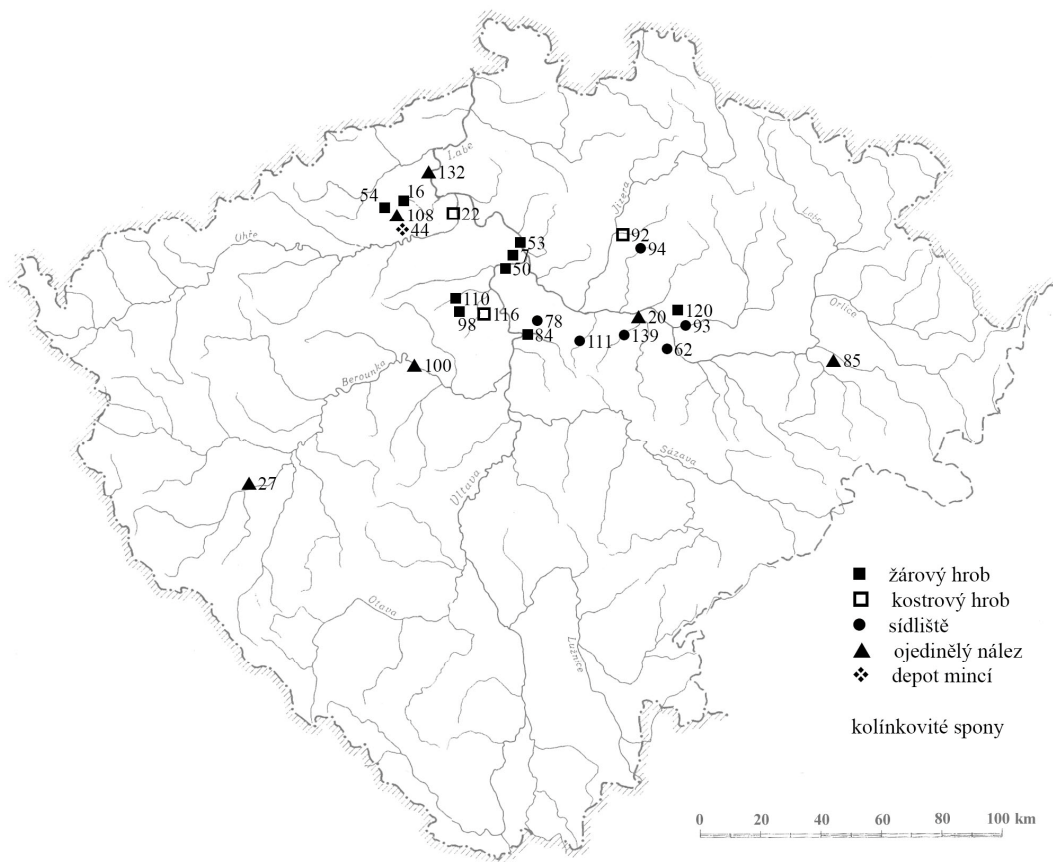 Labe
132
16
54
108
22
44
Jizera
92
94
Labe
Ohře
53
7
50
110
98
116
78
84
111
139
20
120
93
62
Orlice
85
Berounka
100
27
Vltava
Sázava
Otava
Lužnice
žárový hrob
kostrový hrob
sídliště
ojedinělý nález
depot mincí
kolínkovité spony
0 20 40 60 80 100 km